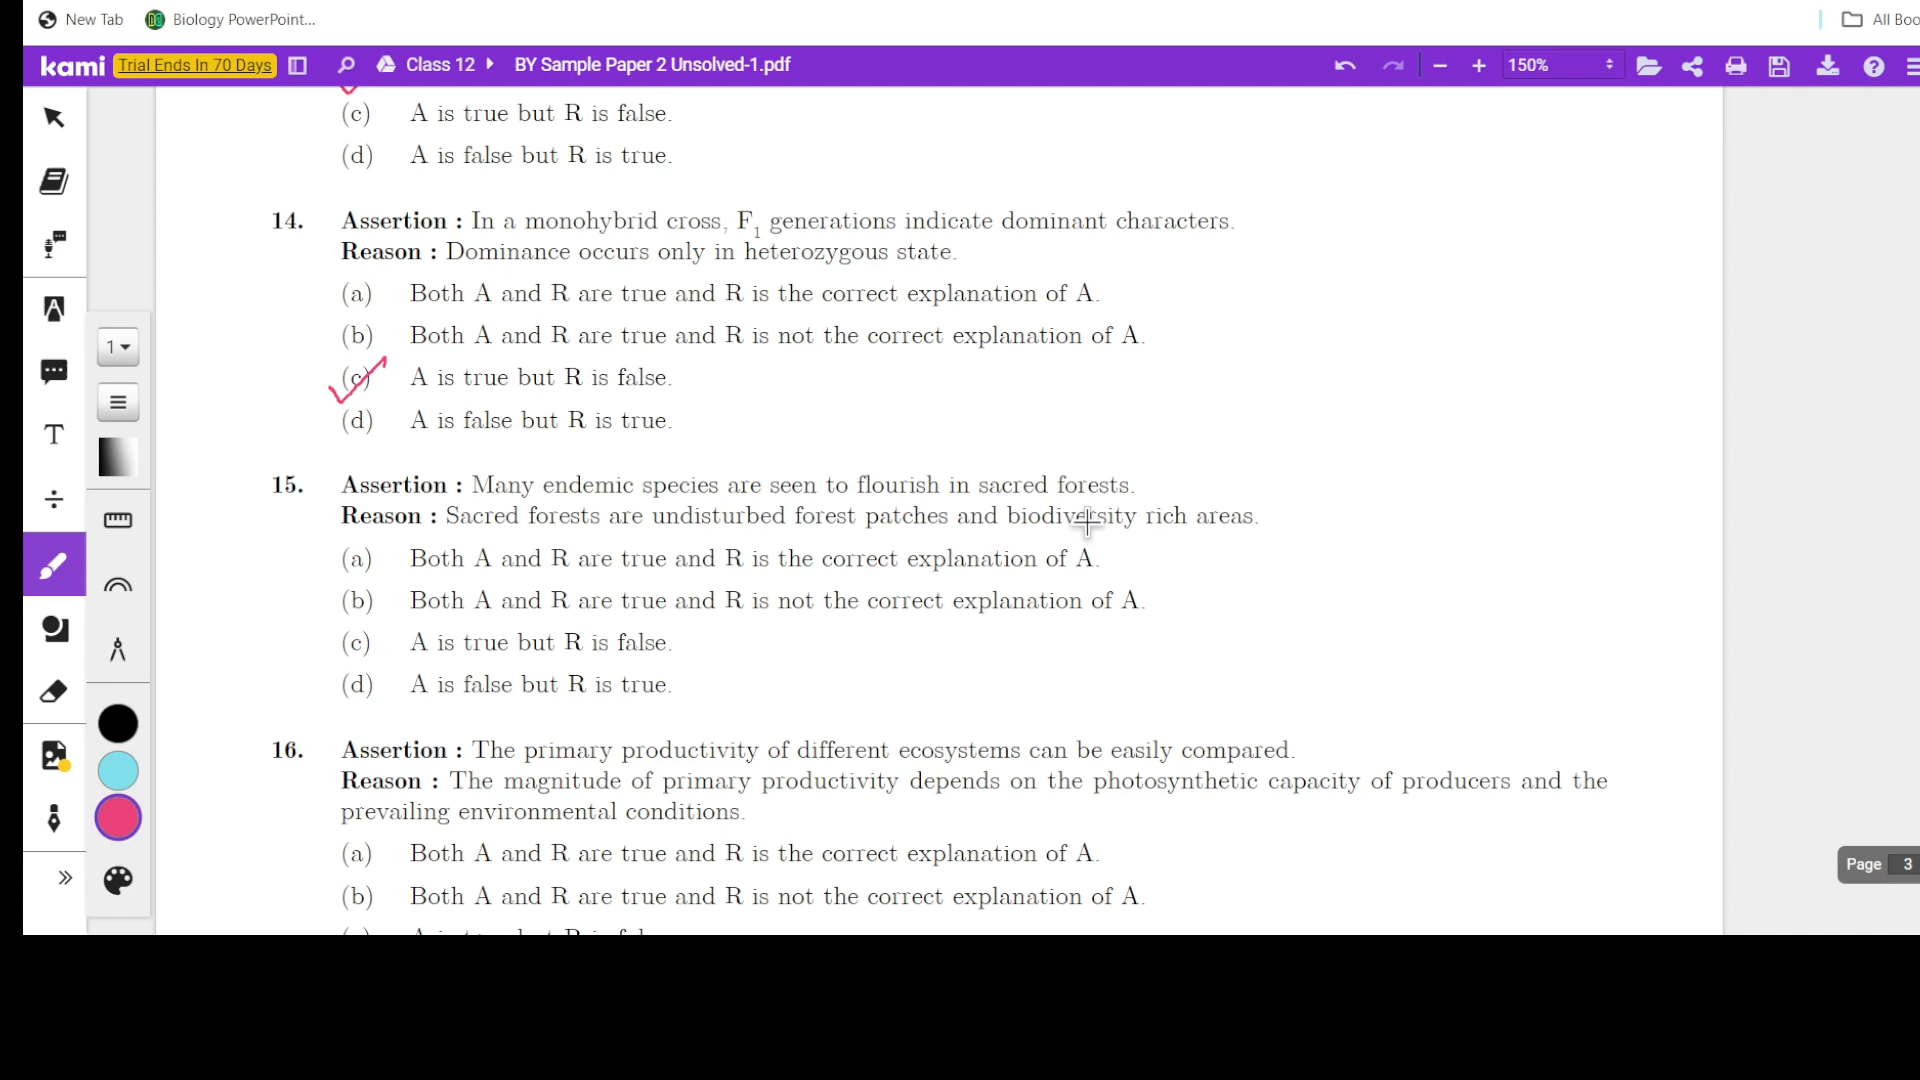 New Tab Biology PowerPoint... All Boo
kami Trial Ends In 70 Days Class 12 BY Sample Paper 2 Unsolved-1.pdf 150%
(c) A is true but R is false.
(d) A is false but R is true.
14. Assertion : In a monohybrid cross, F1 generations indicate dominant characters.
Reason : Dominance occurs only in heterozygous state.
(a) Both A and R are true and R is the correct explanation of A.
(b) Both A and R are true and R is not the correct explanation of A.
(c) A is true but R is false.
(d) A is false but R is true.
15. Assertion : Many endemic species are seen to flourish in sacred forests.
Reason : Sacred forests are undisturbed forest patches and biodiversity rich areas.
(a) Both A and R are true and R is the correct explanation of A.
(b) Both A and R are true and R is not the correct explanation of A.
(c) A is true but R is false.
(d) A is false but R is true.
16. Assertion : The primary productivity of different ecosystems can be easily compared.
Reason : The magnitude of primary productivity depends on the photosynthetic capacity of producers and the
prevailing environmental conditions.
(a) Both A and R are true and R is the correct explanation of A.
(b) Both A and R are true and R is not the correct explanation of A.
1
Page 3